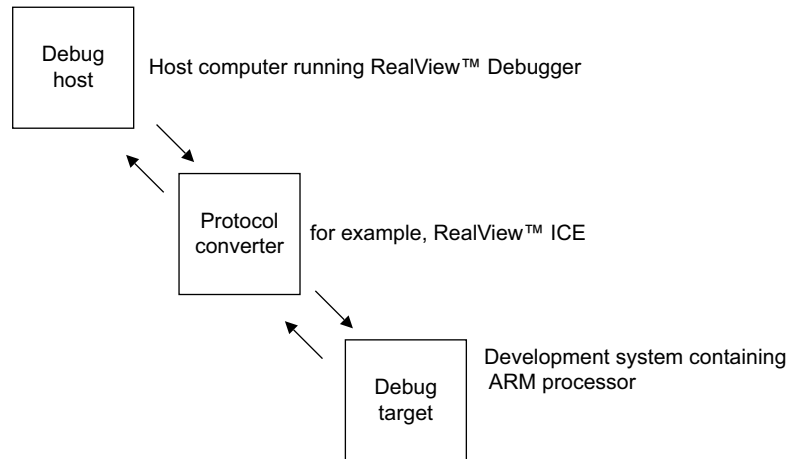 Debug
host
Host computer running RealView™ Debugger
Protocol
converter
for example, RealView™ ICE
Debug
target
Development system containing
ARM processor